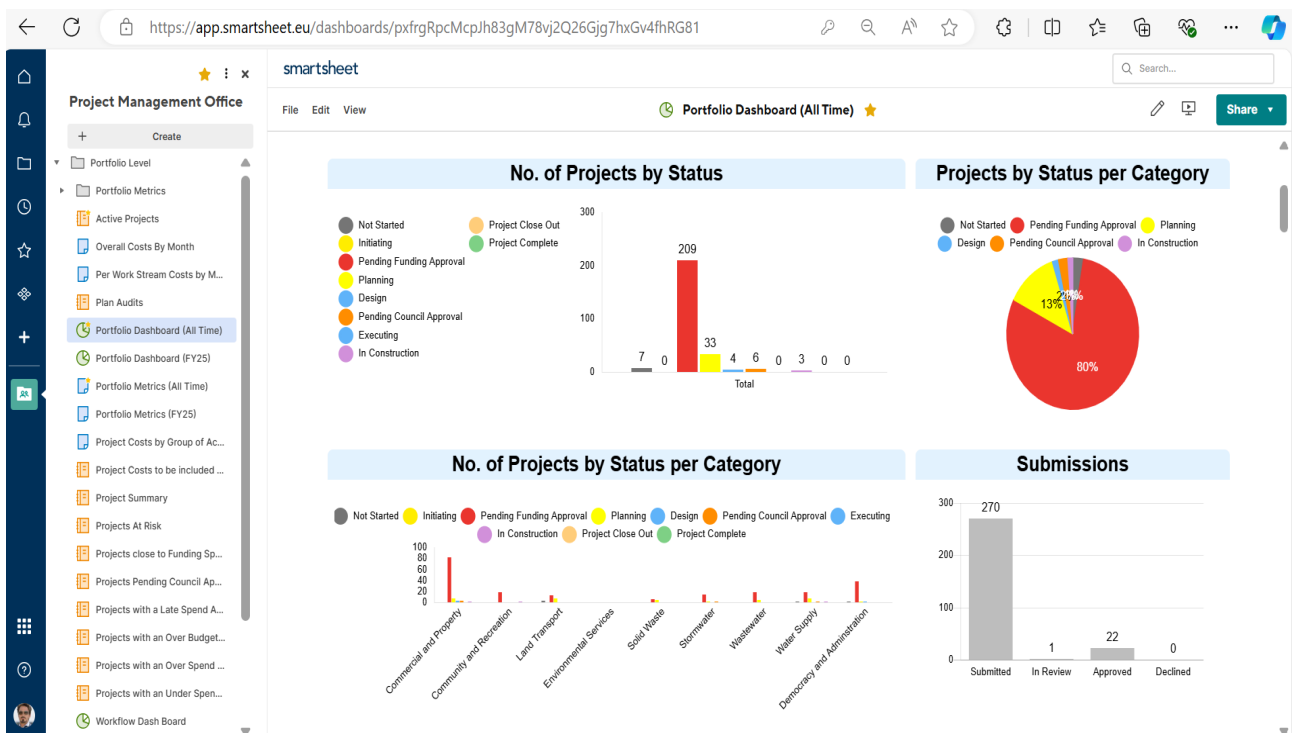 https://app.smartsheet.eu/dashboards/pxfrgRpcMcpJh83gM78vj2Q26Gjg7hxGv4fhRG81
smartsheet
Search...
Project Management Office
File Edit View
Portfolio Dashboard (All Time)
Share
+ Create
Portfolio Level
Portfolio Metrics
Active Projects
Overall Costs By Month
Per Work Stream Costs by M...
Plan Audits
Portfolio Dashboard (All Time)
Portfolio Dashboard (FY25)
Portfolio Metrics (All Time)
Portfolio Metrics (FY25)
Project Costs by Group of Ac...
Project Costs to be included ...
Project Summary
Projects At Risk
Projects close to Funding Sp...
Projects Pending Council Ap...
Projects with a Late Spend A...
Projects with an Over Budget...
Projects with an Over Spend ...
Projects with an Under Spen...
Workflow Dash Board
No. of Projects by Status
Not Started
Initiating
Pending Funding Approval
Planning
Design
Pending Council Approval
Executing
In Construction
Project Close Out
Project Complete
300
200
100
0
7 0 209 33 4 6 0 3 0 0
Total
Projects by Status per Category
Not Started Pending Funding Approval Planning
Design Pending Council Approval In Construction
13%
80%
No. of Projects by Status per Category
Not Started Initiating Pending Funding Approval Planning Design Pending Council Approval Executing
In Construction Project Close Out Project Complete
100
80
60
40
20
0
Commercial and Property
Community and Recreation
Land Transport
Environmental Services
Solid Waste
Stormwater
Wastewater
Water Supply
Democracy and Adminstration
Submissions
300
200
100
0
270 1 22 0
Submitted In Review Approved Declined